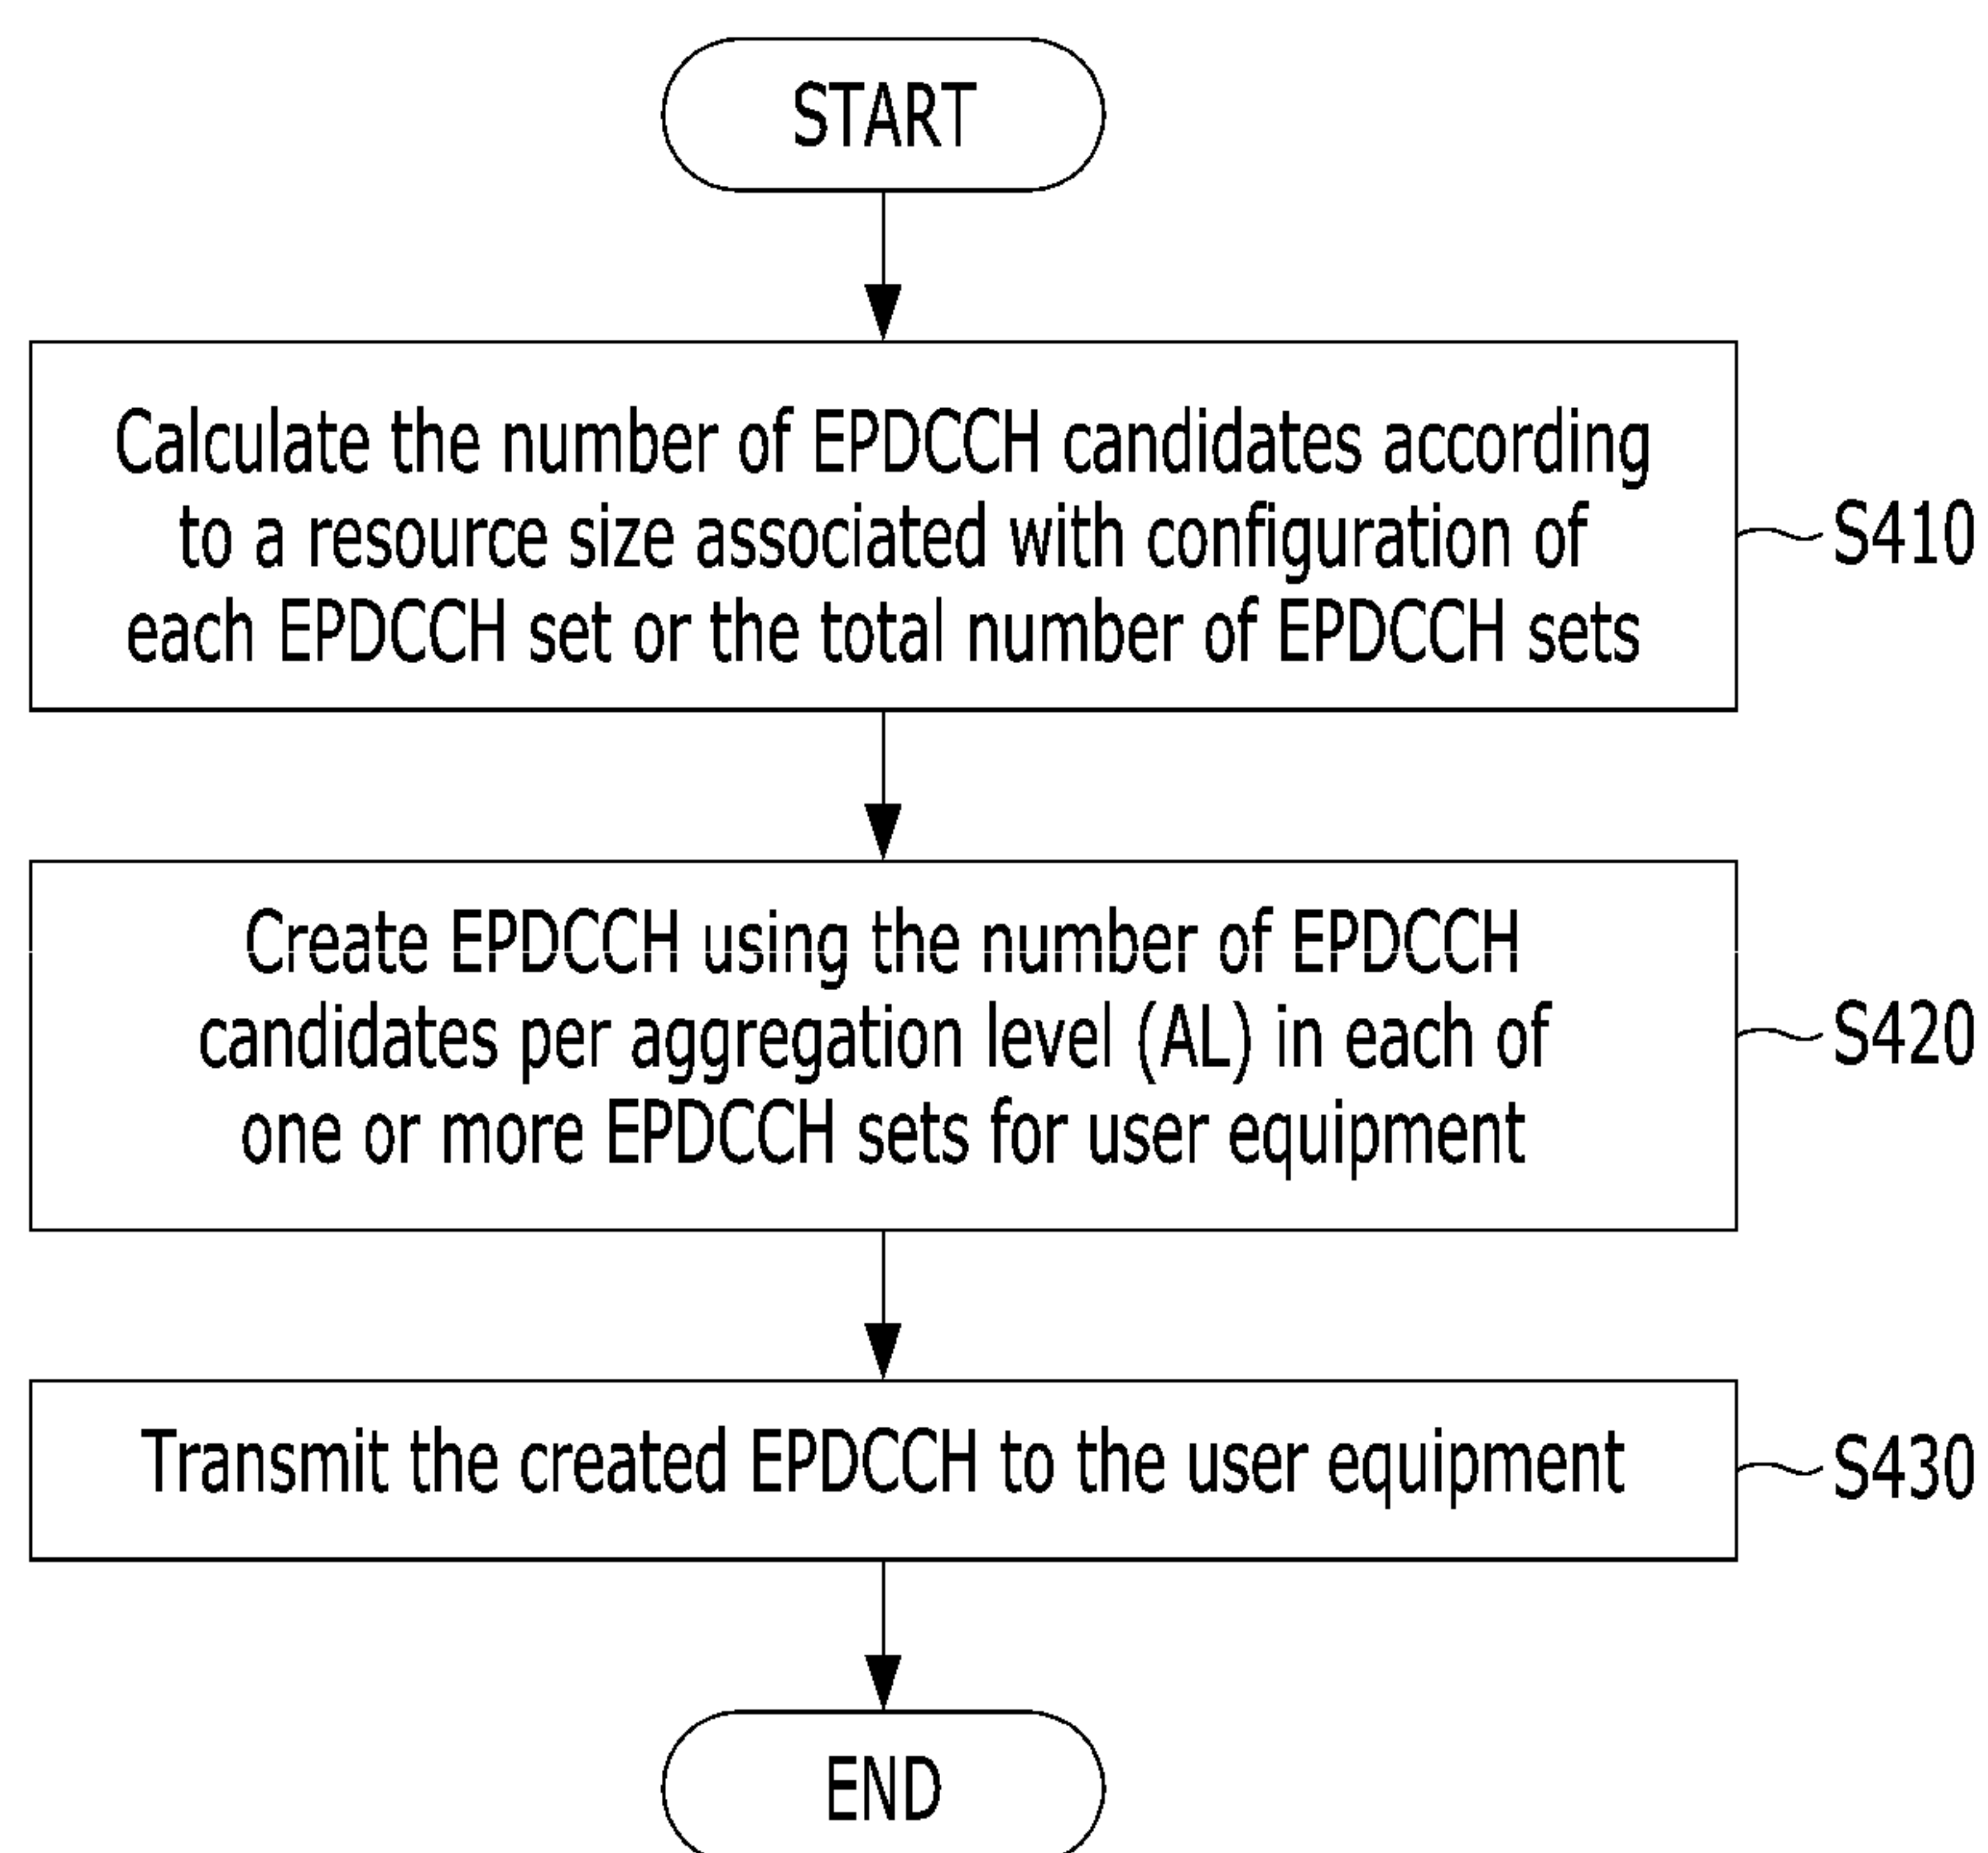 START
Calculate the number of EPDCCH candidates according
to a resource size associated with configuration of
each EPDCCH set or the total number of EPDCCH sets
S410
Create EPDCCH using the number of EPDCCH
candidates per aggregation level (AL) in each of
one or more EPDCCH sets for user equipment
S420
Transmit the created EPDCCH to the user equipment
S430
END